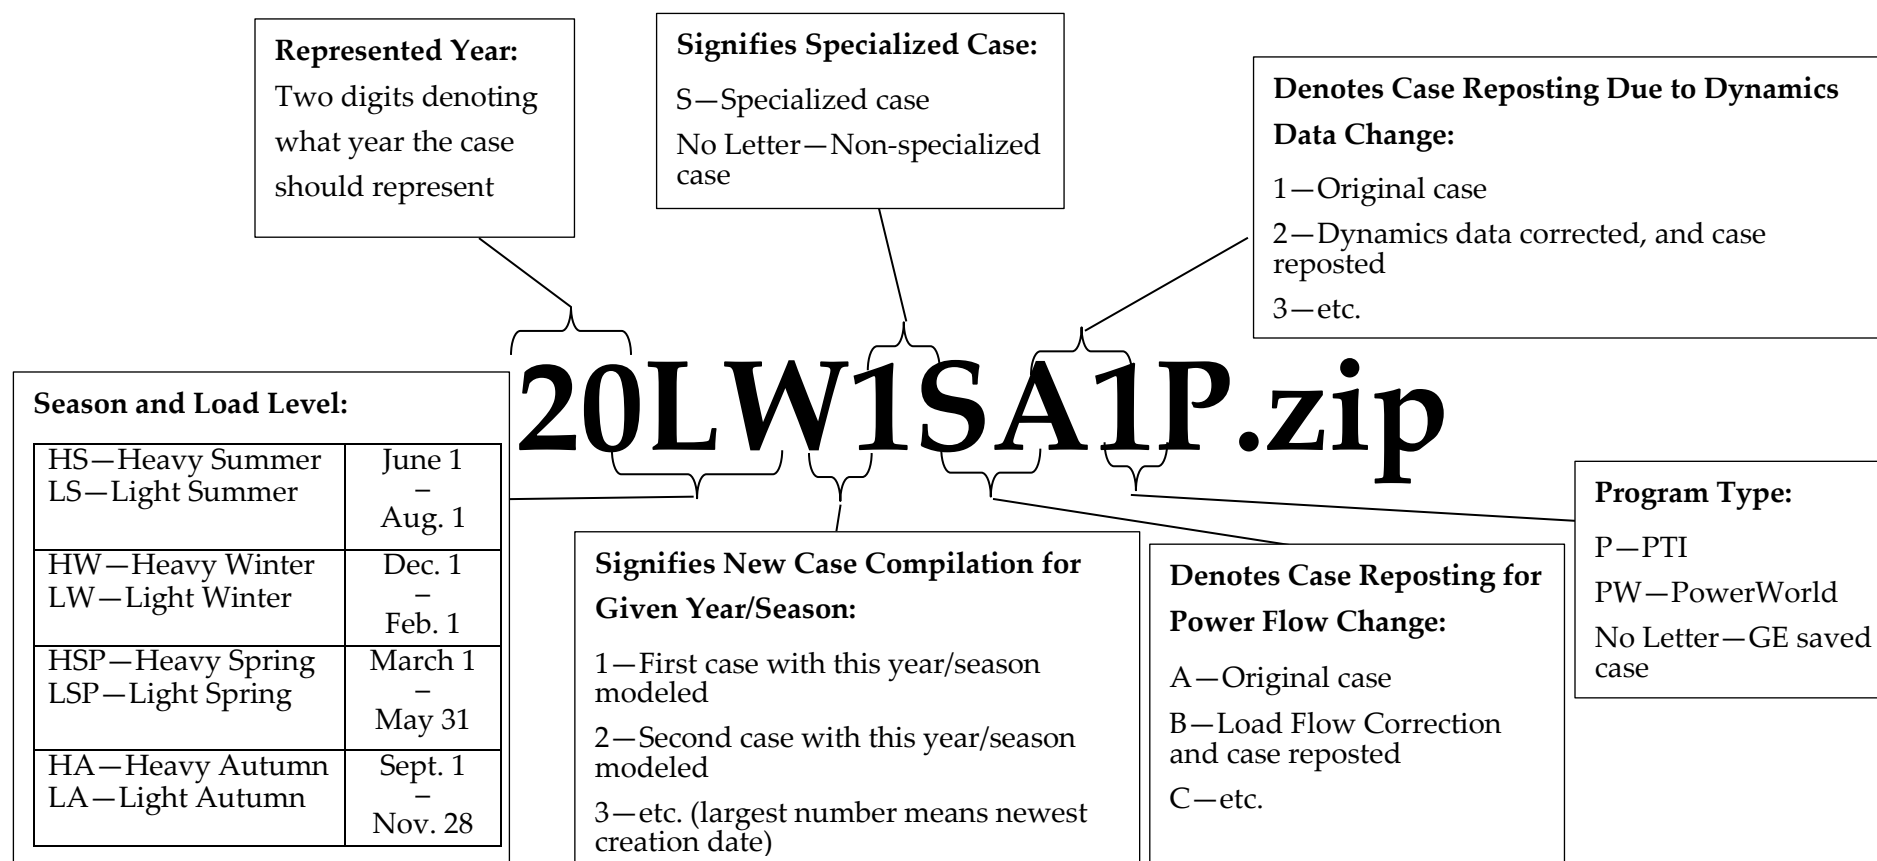 Represented Year:
Two digits denoting
what year the case
should represent
Signifies Specialized Case:
S—Specialized case
No Letter—Non-specialized
case
Denotes Case Reposting Due to Dynamics
Data Change:
1—Original case
2—Dynamics data corrected, and case
reposted
3—etc.
20LW1SA1P.zip
Season and Load Level:
HS—Heavy Summer
LS—Light Summer
June 1
–
Aug. 1
HW—Heavy Winter
LW—Light Winter
Dec. 1
–
Feb. 1
HSP—Heavy Spring
LSP—Light Spring
March 1
–
May 31
HA—Heavy Autumn
LA—Light Autumn
Sept. 1
–
Nov. 28
Signifies New Case Compilation for
Given Year/Season:
1—First case with this year/season
modeled
2—Second case with this year/season
modeled
3—etc. (largest number means newest
creation date)
Denotes Case Reposting for
Power Flow Change:
A—Original case
B—Load Flow Correction
and case reposted
C—etc.
Program Type:
P—PTI
PW—PowerWorld
No Letter—GE saved
case